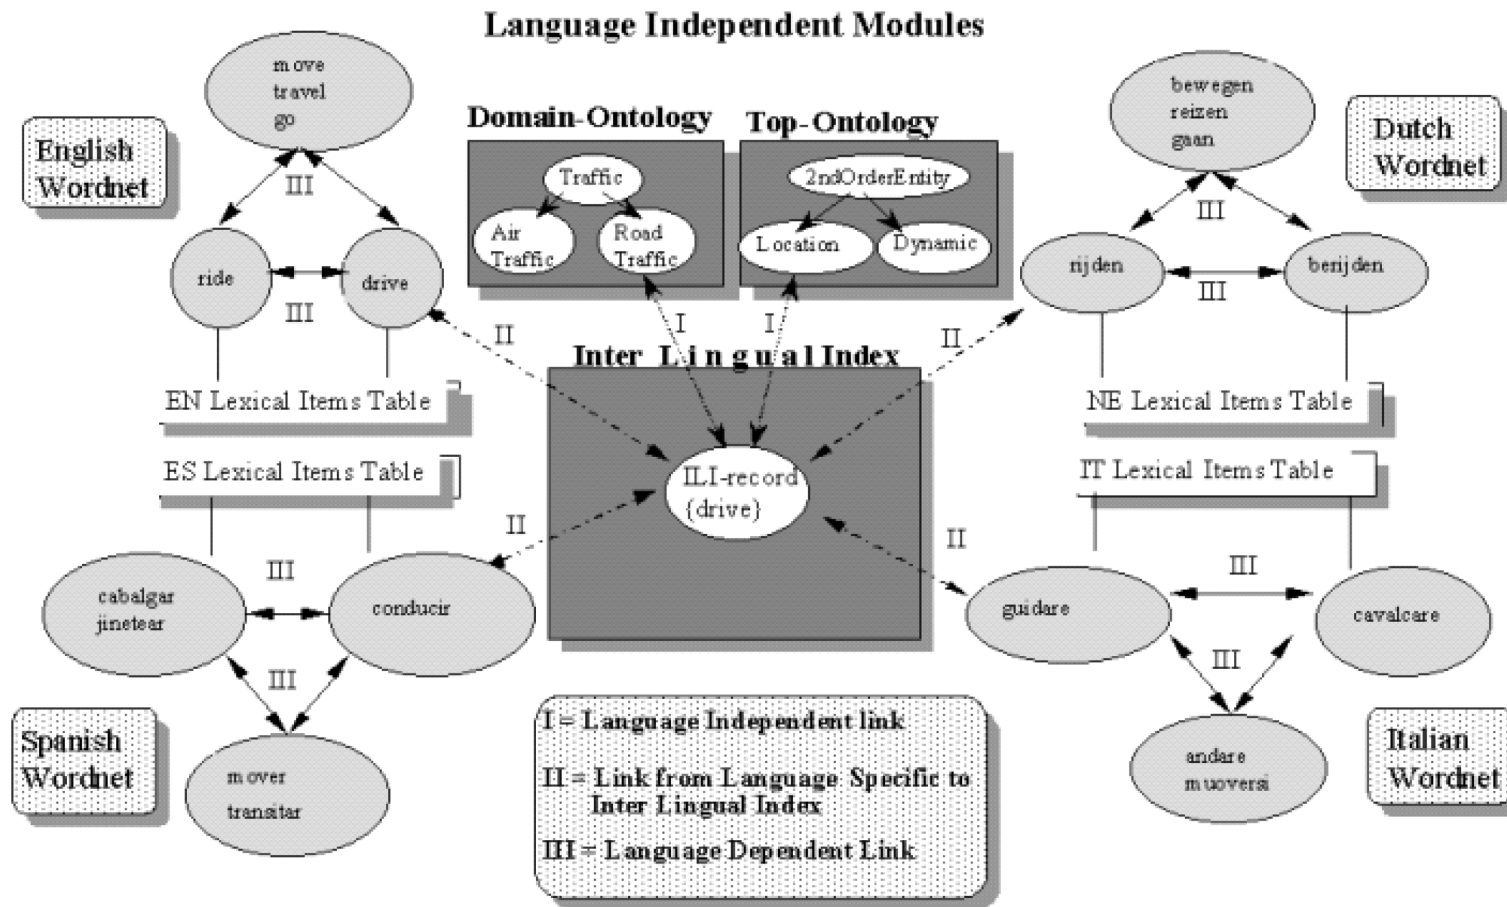 Language Independent Modules
move
travel
go
English
Wordnet
III
ride
III
drive
EN Lexical Items Table
Domain-Ontology
Traffic
Air
Traffic
Road
Traffic
Top-Ontology
2ndOrderEntity
Location
Dynamic
bewegen
reizen
gaan
Dutch
Wordnet
III
rijden
III
berijden
NE Lexical Items Table
II
I
I
II
Inter Lingual Index
ILI-record
{drive}
II
II
ES Lexical Items Table
cabalgar
jinetear
III
conducir
III
mover
transitar
Spanish
Wordnet
IT Lexical Items Table
guidare
III
cavalcare
III
andare
muoversi
Italian
Wordnet
I = Language Independent link
II = Link from Language Specific to
Inter Lingual Index
III = Language Dependent Link